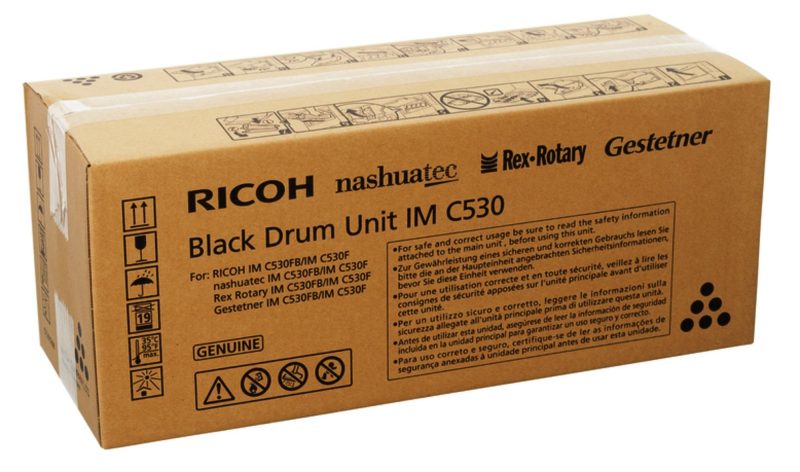 RICOH nashuatec Rex•Rotary Gestetner
Black Drum Unit IM C530
For: RICOH IM C530FB/IM C530F
nashuatec IM C530FB/IM C530F
Rex Rotary IM C530FB/IM C530F
Gestetner IM C530FB/IM C530F
GENUINE
19
35°C
95°F
max.
•For safe and correct usage be sure to read the safety information
attached to the main unit , before using this unit.
•Zur Gewährleistung eines sicheren und korrekten Gebrauchs lesen Sie
bitte die an der Haupteinheit angebrachten Sicherheitsinformationen,
bevor Sie diese Einheit verwenden.
•Pour une utilisation correcte et en toute sécurité, veillez à lire les
consignes de sécurité apposées sur l'unité principale avant d'utiliser
cette unité.
•Per un utilizzo sicuro e corretto, leggere le informazioni sulla
sicurezza allegate all'unità principale prima di utilizzare questa unità.
•Antes de utilizar esta unidad, asegúrese de leer la información de seguridad
incluida en la unidad principal para garantizar un uso seguro y correcto.
•Para uso correto e seguro, certifique-se de ler as informações de
segurança anexadas à unidade principal antes de usar esta unidade.